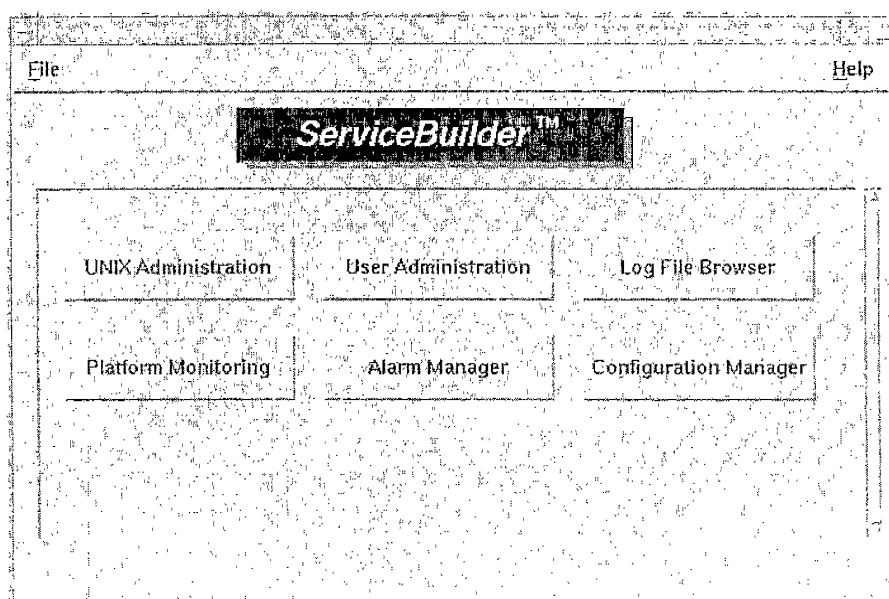 File Help
ServiceBuilder™
UNIX Administration User Administration Log File Browser
Platform Monitoring Alarm Manager Configuration Manager